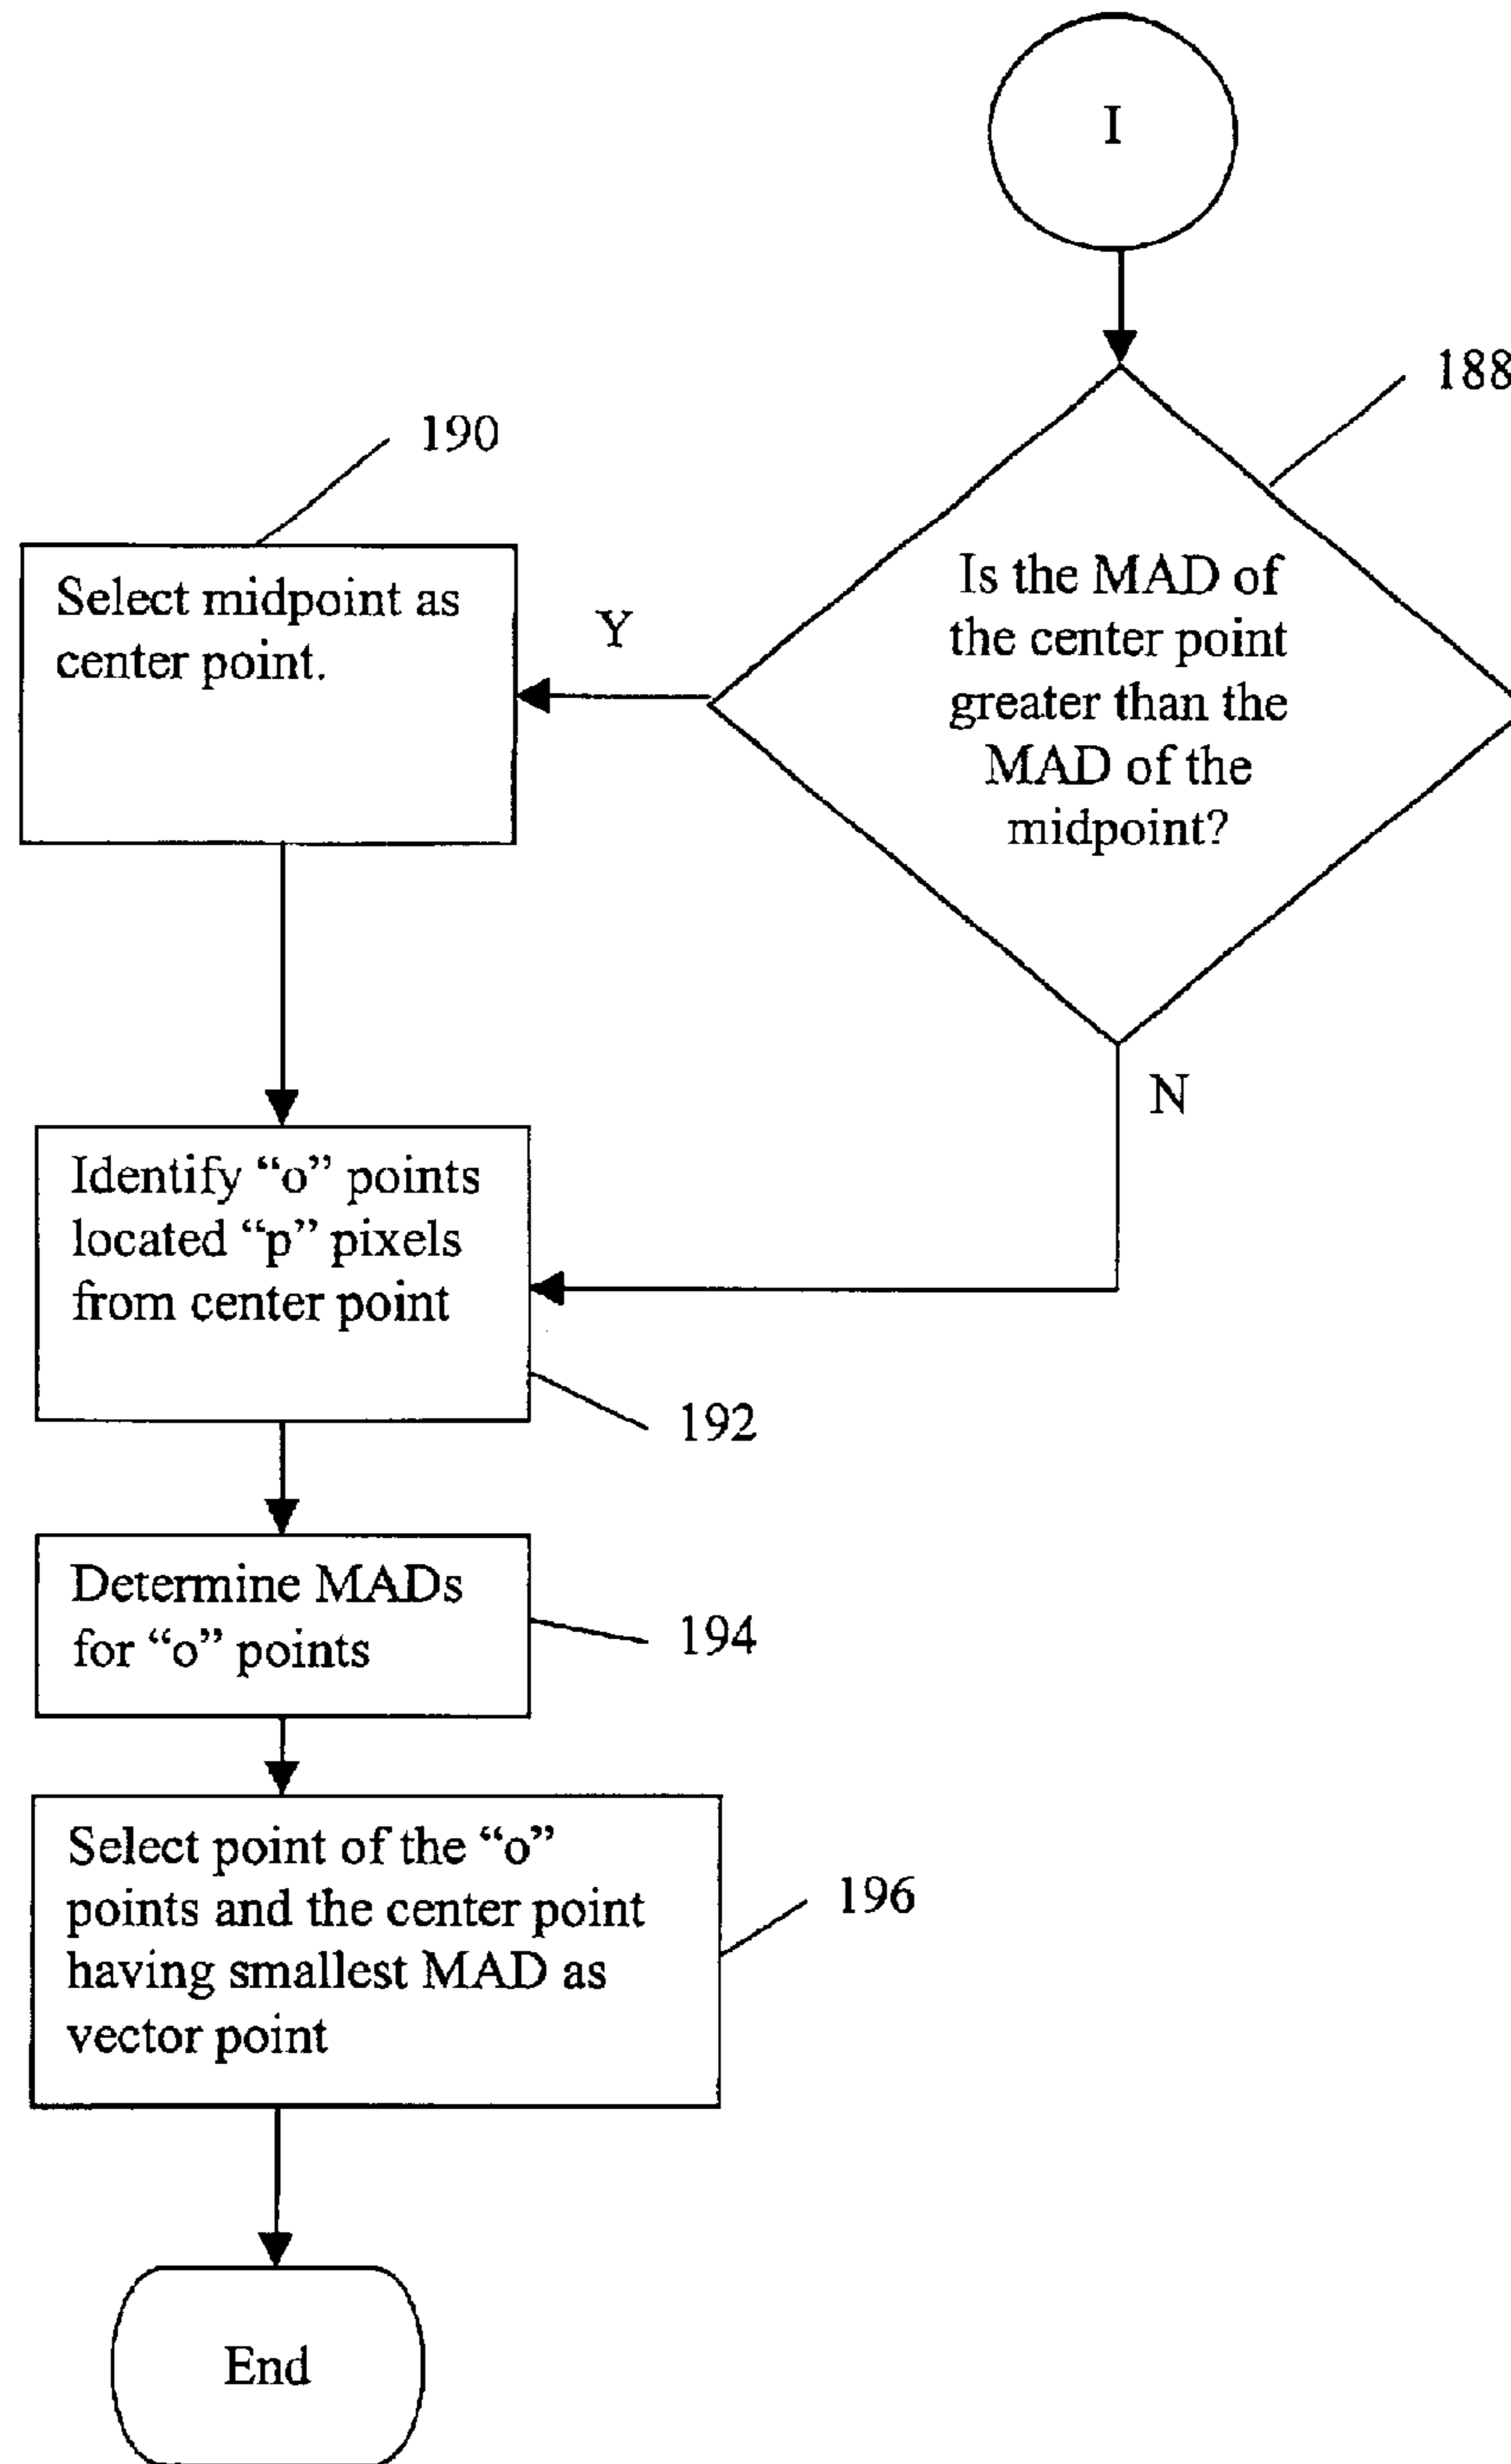 I
188
190
Select midpoint as
center point.
Y
Is the MAD of
the center point
greater than the
MAD of the
midpoint?
N
Identify “o” points
located “p” pixels
from center point
192
Determine MADs
for “o” points
194
Select point of the “o”
points and the center point
having smallest MAD as
vector point
196
End